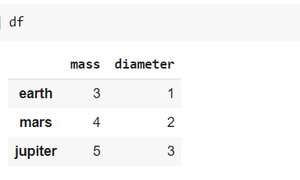 df
mass diameter
earth 3 1
mars 4 2
jupiter 5 3